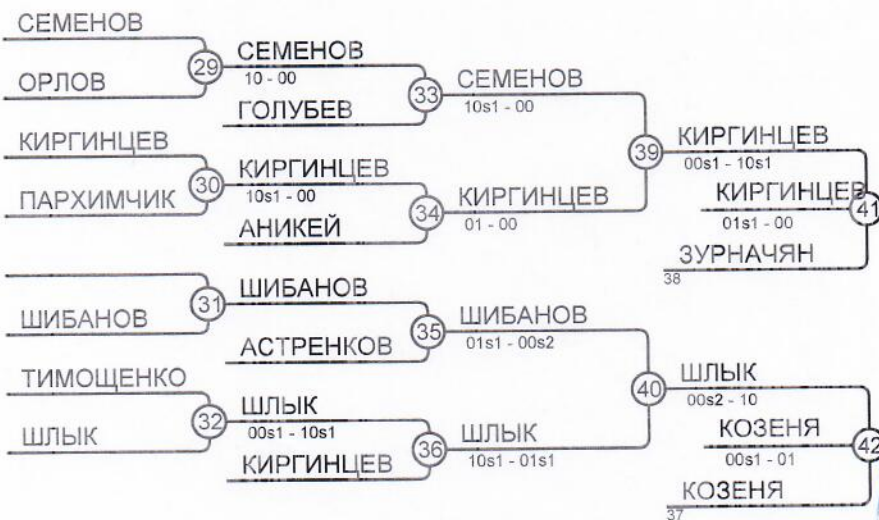 СЕМЕНОВ
29
СЕМЕНОВ
10 - 00
ОРЛОВ
33
СЕМЕНОВ
10s1 - 00
ГОЛУБЕВ
КИРГИНЦЕВ
39
КИРГИНЦЕВ
00s1 - 10s1
30
КИРГИНЦЕВ
10s1 - 00
ПАРХИМЧИК
34
КИРГИНЦЕВ
01 - 00
КИРГИНЦЕВ
01s1 - 00
41
АНИКЕЙ
ЗУРНАЧЯН
38
31
ШИБАНОВ
ШИБАНОВ
35
ШИБАНОВ
01s1 - 00s2
АСТРЕНКОВ
ТИМОЩЕНКО
40
ШЛЫК
00s2 - 10
32
ШЛЫК
00s1 - 10s1
ШЛЫК
36
ШЛЫК
10s1 - 01s1
КОЗЕНЯ
00s1 - 01
42
КИРГИНЦЕВ
КОЗЕНЯ
37